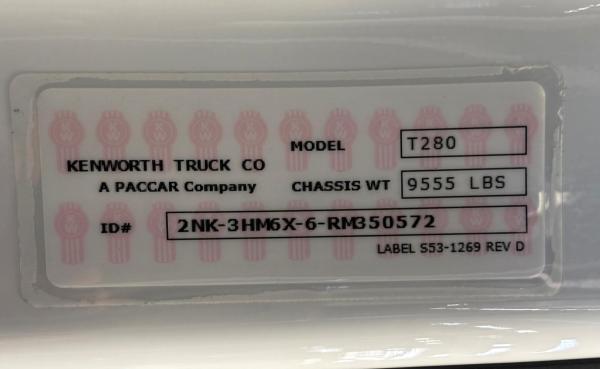 MODEL T280
KENWORTH TRUCK CO
A PACCAR Company
CHASSIS WT 9555 LBS
ID# 2NK-3HM6X-6-RM350572
LABEL S53-1269 REV D